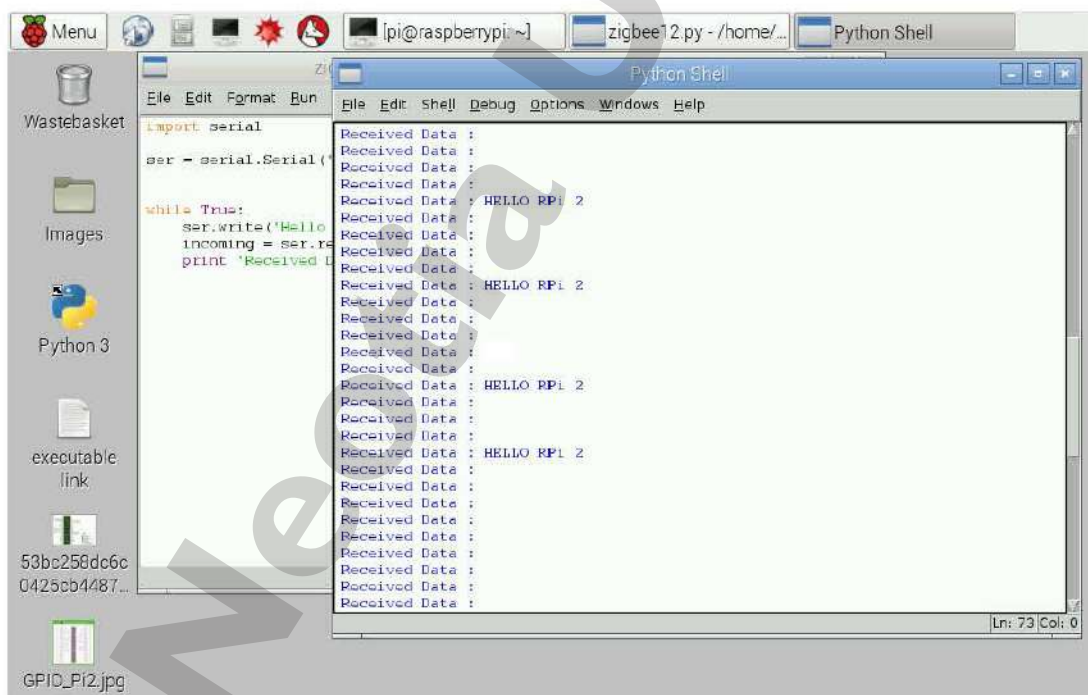 Menu
[pi@raspberrypi: ~]
zigbee12.py - /home/...
Python Shell
Wastebasket
Images
Python 3
executable
link
53bc258dc6c
0425cb4487...
GPIO_Pi2.jpg
File Edit Format Run
import serial
ser = serial.Serial("
while True:
ser.write('Hello
incoming = ser.re
print 'Received D
Python Shell
File Edit Shell Debug Options Windows Help
Received Data :
Received Data :
Received Data :
Received Data :
Received Data : HELLO RPi 2
Received Data :
Received Data :
Received Data :
Received Data :
Received Data : HELLO RPi 2
Received Data :
Received Data :
Received Data :
Received Data :
Received Data :
Received Data : HELLO RPi 2
Received Data :
Received Data :
Received Data :
Received Data : HELLO RPi 2
Received Data :
Received Data :
Received Data :
Received Data :
Received Data :
Received Data :
Received Data :
Received Data :
Received Data :
Ln: 73 Col: 0
Neotia U